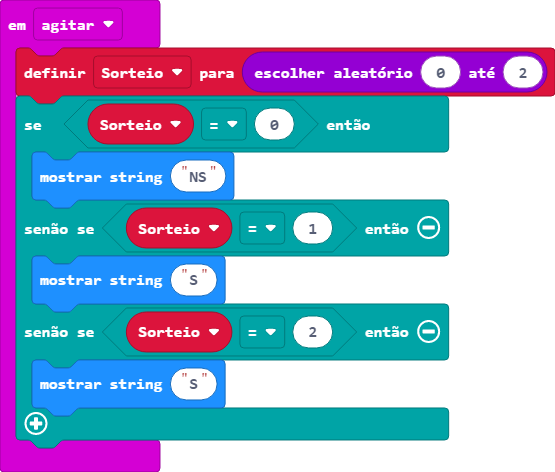 em agitar
definir Sorteio para escolher aleatório 0 até 2
se Sorteio = 0 então
mostrar string "NS"
senão se Sorteio = 1 então
mostrar string "S"
senão se Sorteio = 2 então
mostrar string "S"